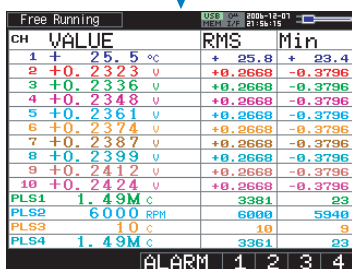 Free Running USB 2006-12-01
MEM I/F 21:56:15
CH VALUE RMS Min
1 + 25. 5 °C + 25.8 + 23.4
2 +0. 2323 V +0.2668 -0.3796
3 +0. 2336 V +0.2668 -0.3796
4 +0. 2348 V +0.2668 -0.3796
5 +0. 2361 V +0.2668 -0.3796
6 +0. 2374 V +0.2668 -0.3796
7 +0. 2387 V +0.2668 -0.3796
8 +0. 2399 V +0.2668 -0.3796
9 +0. 2412 V +0.2668 -0.3796
10 +0. 2424 V +0.2668 -0.3796
PLS1 1. 49M C 3381 23
PLS2 6000 RPM 6000 5940
PLS3 10 C 10 9
PLS4 1. 49M C 3361 23
ALARM 1 2 3 4